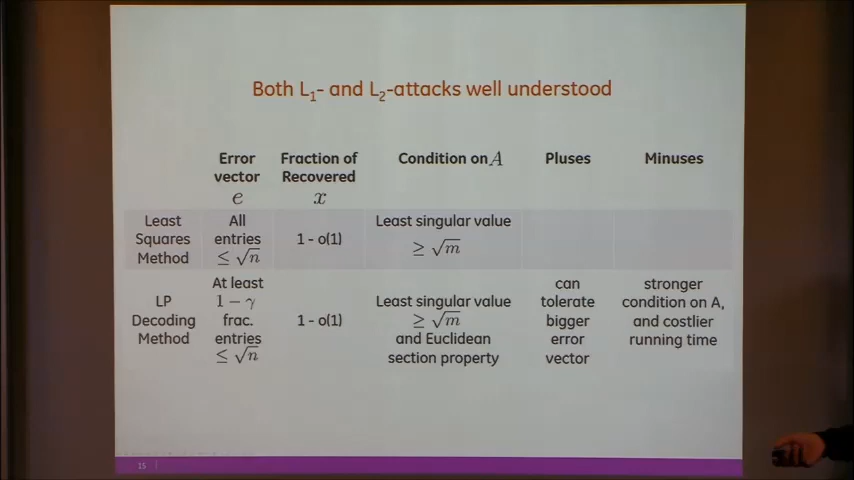 Both L1- and L2-attacks well understood
Error vector e
Fraction of Recovered x
Condition on A
Pluses
Minuses
Least Squares Method
All entries ≤ √n
1 - o(1)
Least singular value ≥ √m
LP Decoding Method
At least 1 − γ frac. entries ≤ √n
1 - o(1)
Least singular value ≥ √m and Euclidean section property
can tolerate bigger error vector
stronger condition on A, and costlier running time
15